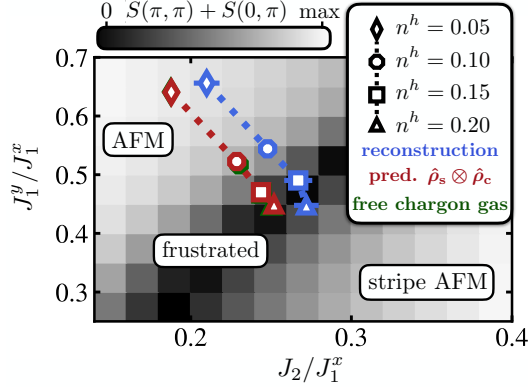 0 S(π, π) + S(0, π) max
n^h = 0.05
n^h = 0.10
n^h = 0.15
n^h = 0.20
reconstruction
pred. ρ̂_s ⊗ ρ̂_c
free chargon gas
AFM
frustrated
stripe AFM
0.7
0.6
0.5
0.4
0.3
J_1^y/J_1^x
0.2 0.3 0.4
J_2/J_1^x